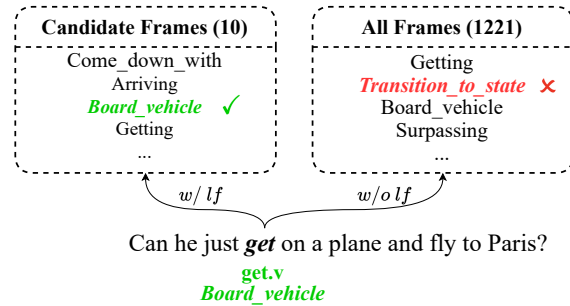 Candidate Frames (10)
Come_down_with
Arriving
Board_vehicle ✓
Getting
...
All Frames (1221)
Getting
Transition_to_state ✗
Board_vehicle
Surpassing
...
w/ lf
w/o lf
Can he just get on a plane and fly to Paris?
get.v
Board_vehicle